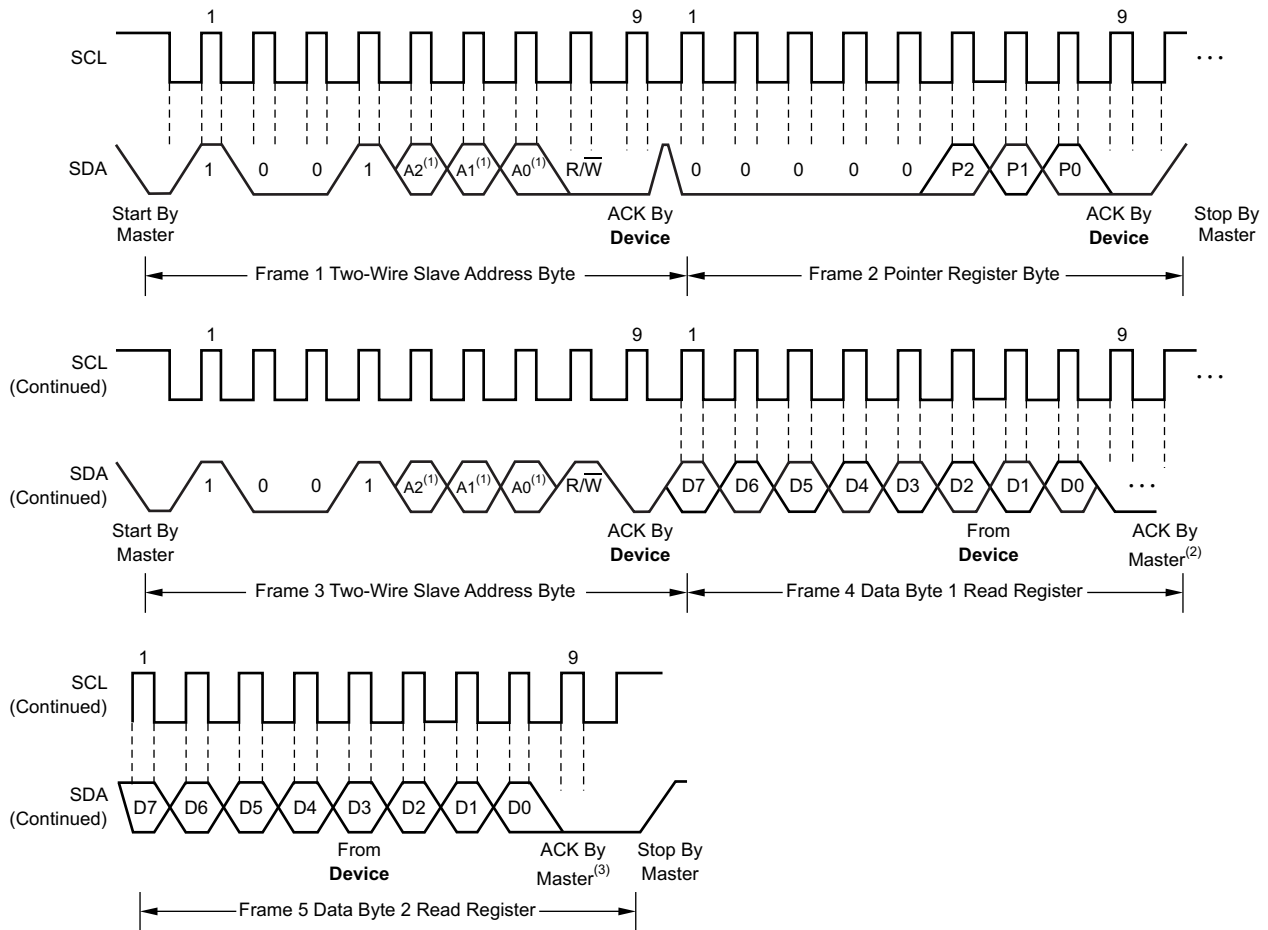 1 9 1 9
SCL
...
SDA 1 0 0 1 A2(1) A1(1) A0(1) R/W̅ 0 0 0 0 0 P2 P1 P0
Start By Master
ACK By Device
ACK By Device
Stop By Master
Frame 1 Two-Wire Slave Address Byte
Frame 2 Pointer Register Byte
1 9 1 9
SCL (Continued)
...
SDA (Continued) 1 0 0 1 A2(1) A1(1) A0(1) R/W̅ D7 D6 D5 D4 D3 D2 D1 D0 ...
Start By Master
ACK By Device
From Device
ACK By Master(2)
Frame 3 Two-Wire Slave Address Byte
Frame 4 Data Byte 1 Read Register
1 9
SCL (Continued)
SDA (Continued) D7 D6 D5 D4 D3 D2 D1 D0
From Device
ACK By Master(3)
Stop By Master
Frame 5 Data Byte 2 Read Register